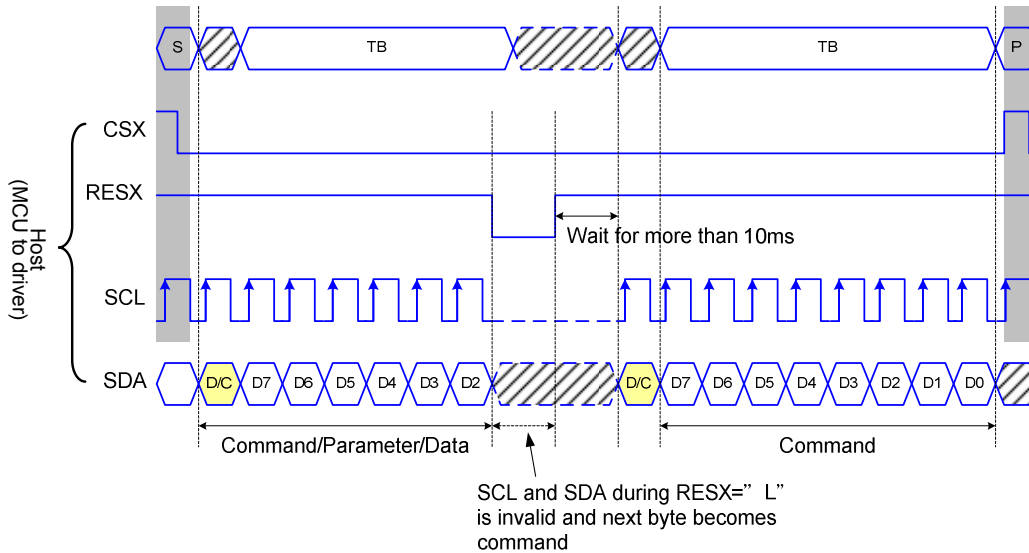 S TB TB P
CSX
RESX
Wait for more than 10ms
Host
(MCU to driver)
SCL
SDA D/C D7 D6 D5 D4 D3 D2 D/C D7 D6 D5 D4 D3 D2 D1 D0
Command/Parameter/Data Command
SCL and SDA during RESX=” L”
is invalid and next byte becomes
command